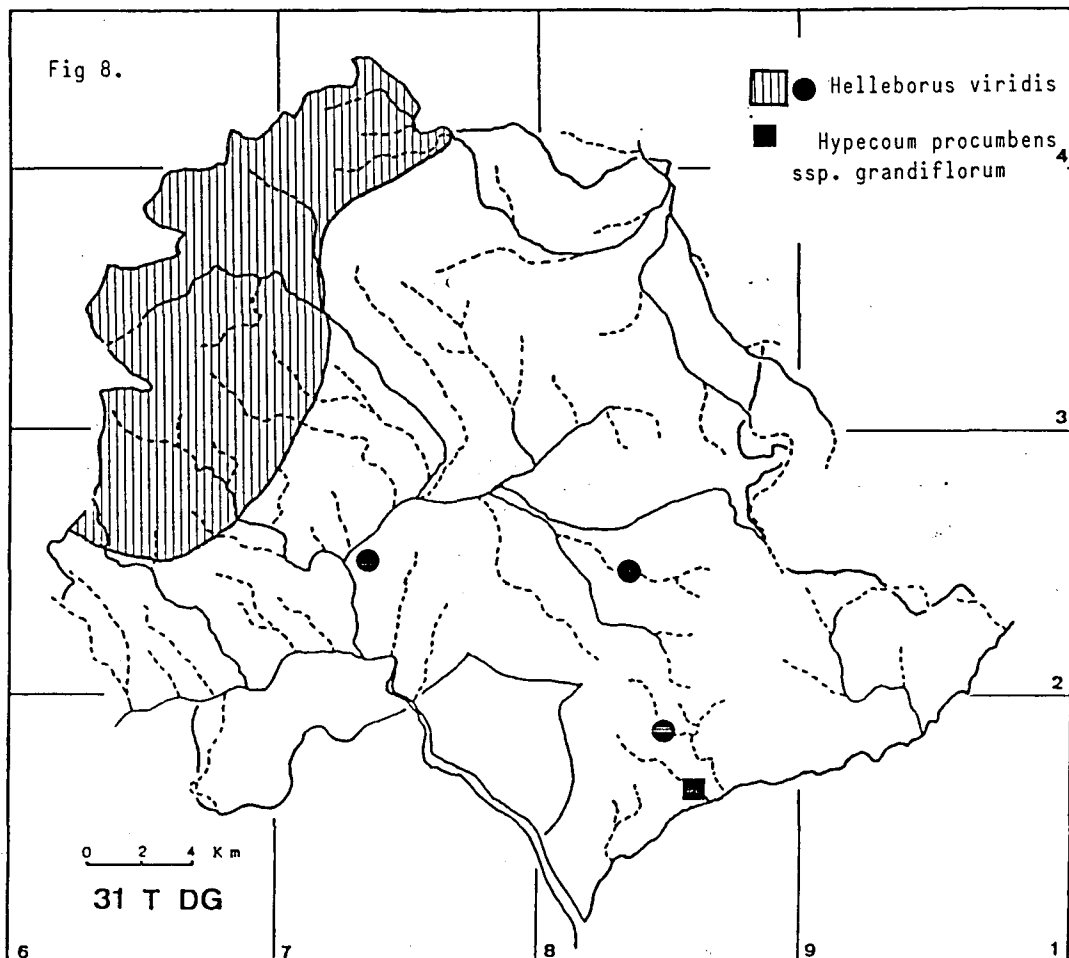 Fig 8.
Helleborus viridis
Hypecoum procumbens
ssp. grandiflorum
4
3
2
0 2 4 Km
31 T DG
6 7 8 9 1